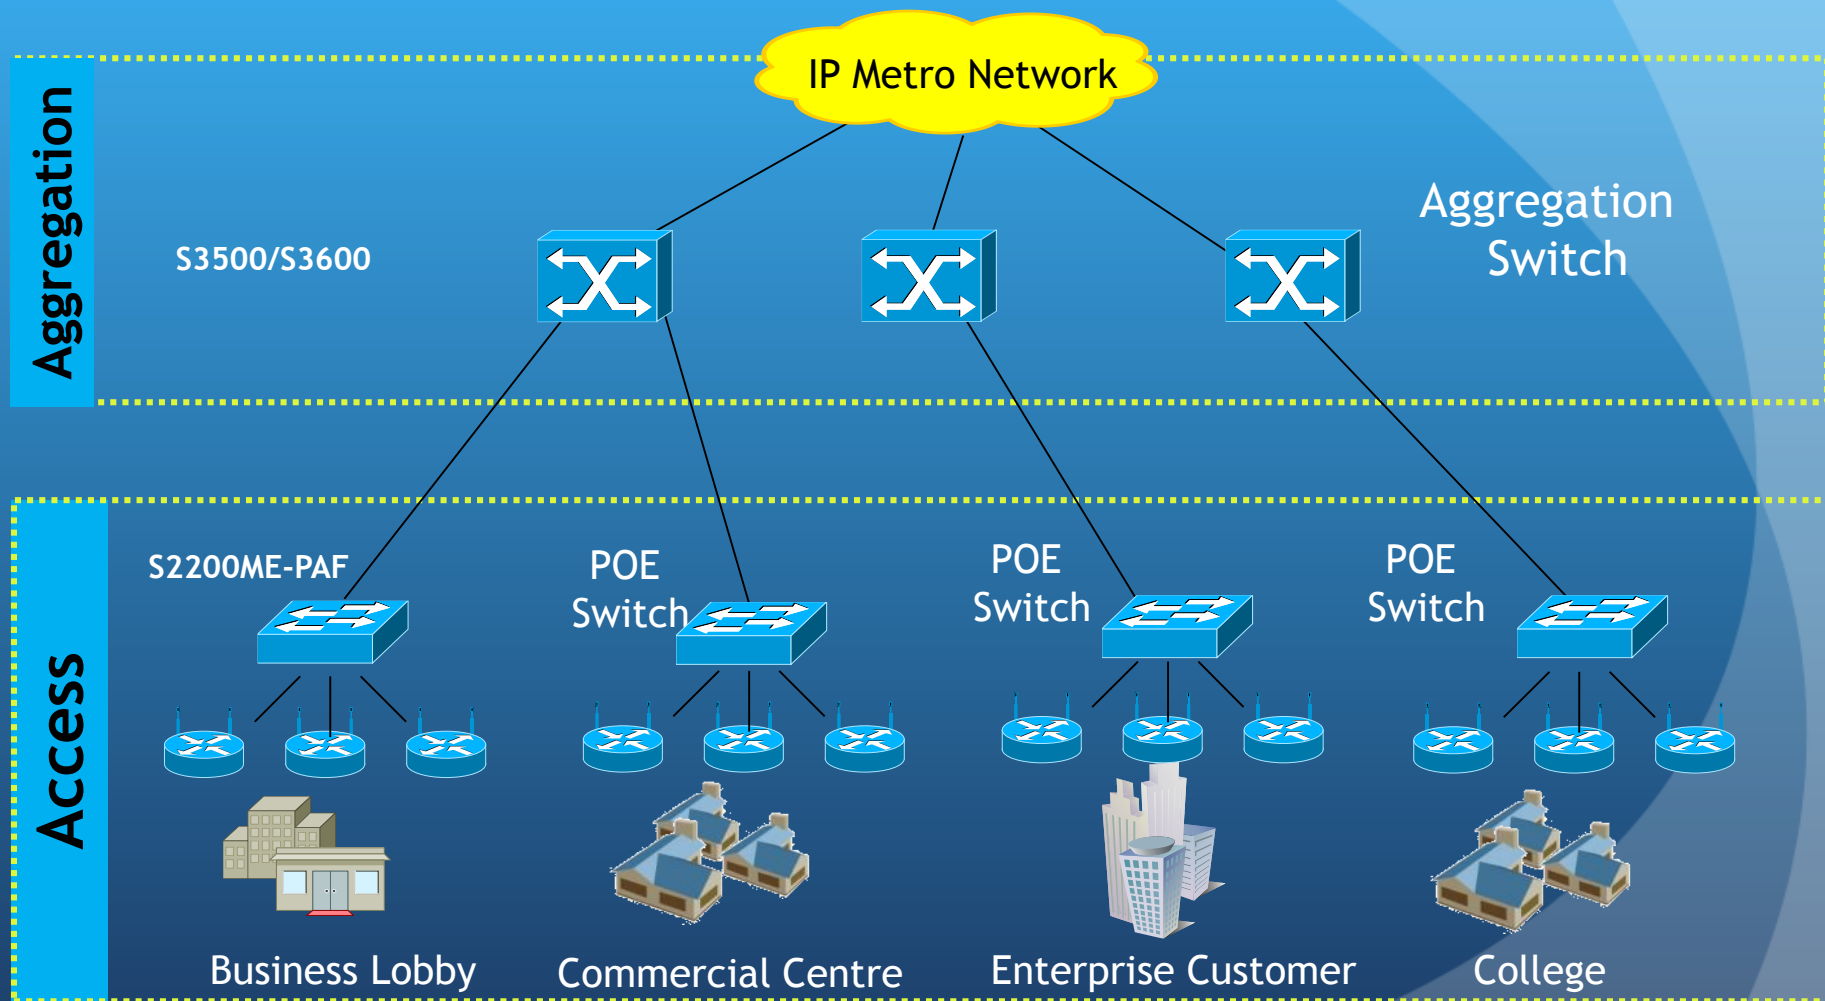 IP Metro Network
Aggregation
S3500/S3600
Aggregation
Switch
Access
S2200ME-PAF
POE
Switch
POE
Switch
POE
Switch
Business Lobby
Commercial Centre
Enterprise Customer
College